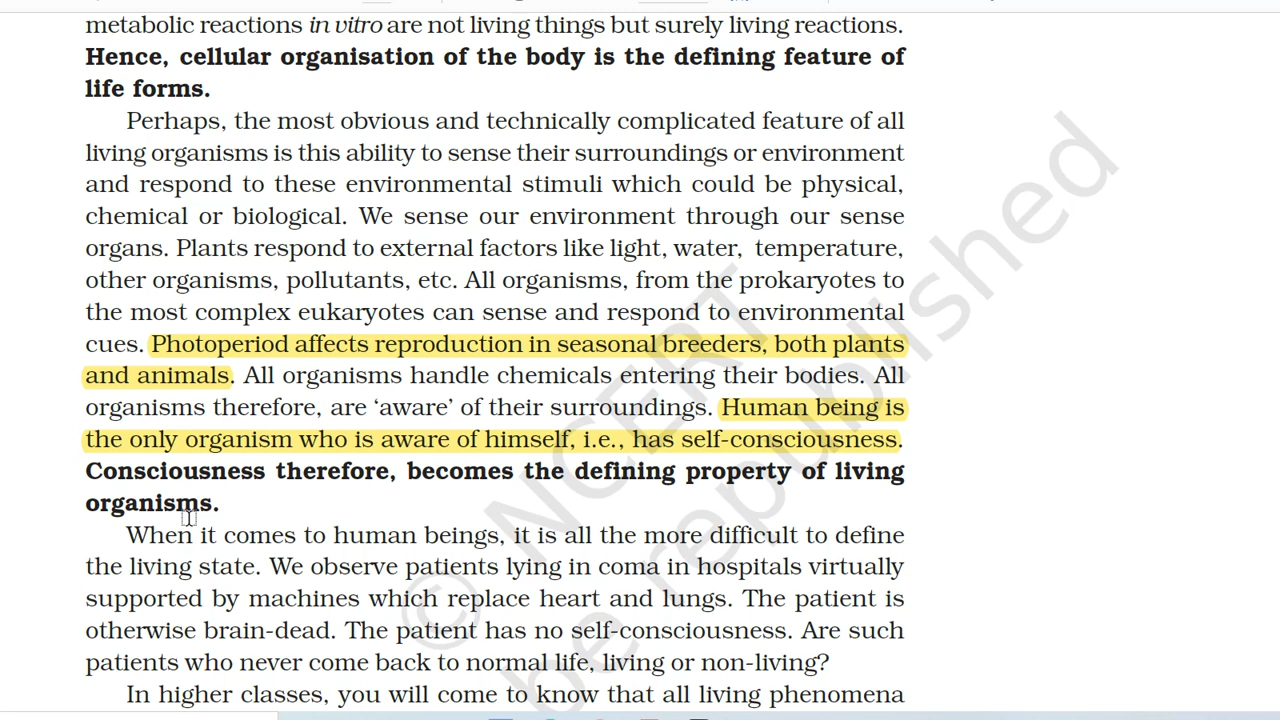 metabolic reactions in vitro are not living things but surely living reactions.
Hence, cellular organisation of the body is the defining feature of
life forms.
Perhaps, the most obvious and technically complicated feature of all
living organisms is this ability to sense their surroundings or environment
and respond to these environmental stimuli which could be physical,
chemical or biological. We sense our environment through our sense
organs. Plants respond to external factors like light, water, temperature,
other organisms, pollutants, etc. All organisms, from the prokaryotes to
the most complex eukaryotes can sense and respond to environmental
cues. Photoperiod affects reproduction in seasonal breeders, both plants
and animals. All organisms handle chemicals entering their bodies. All
organisms therefore, are ‘aware’ of their surroundings. Human being is
the only organism who is aware of himself, i.e., has self-consciousness.
Consciousness therefore, becomes the defining property of living
organisms.
When it comes to human beings, it is all the more difficult to define
the living state. We observe patients lying in coma in hospitals virtually
supported by machines which replace heart and lungs. The patient is
otherwise brain-dead. The patient has no self-consciousness. Are such
patients who never come back to normal life, living or non-living?
In higher classes, you will come to know that all living phenomena
© NCERT
be republished